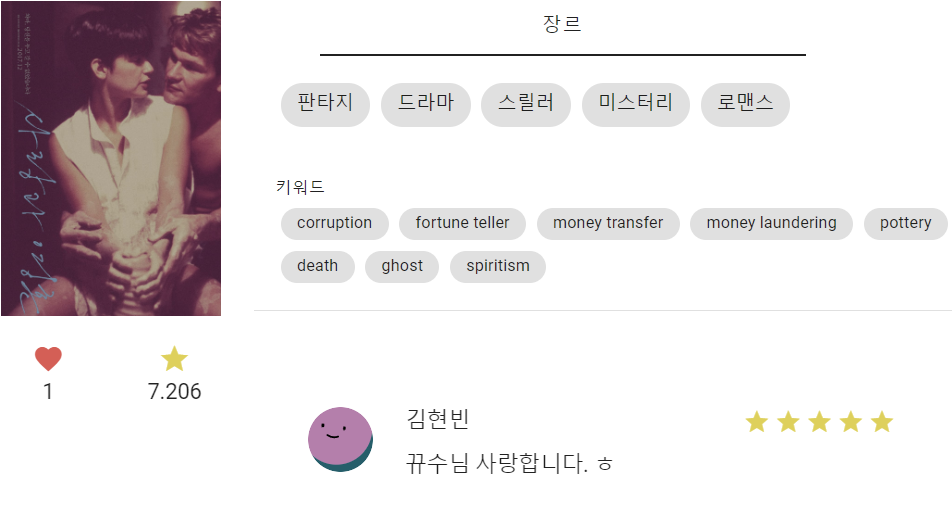 장르
판타지 드라마 스릴러 미스터리 로맨스
키워드
corruption fortune teller money transfer money laundering pottery
death ghost spiritism
1 7.206
김현빈
뀨수님 사랑합니다. ㅎ